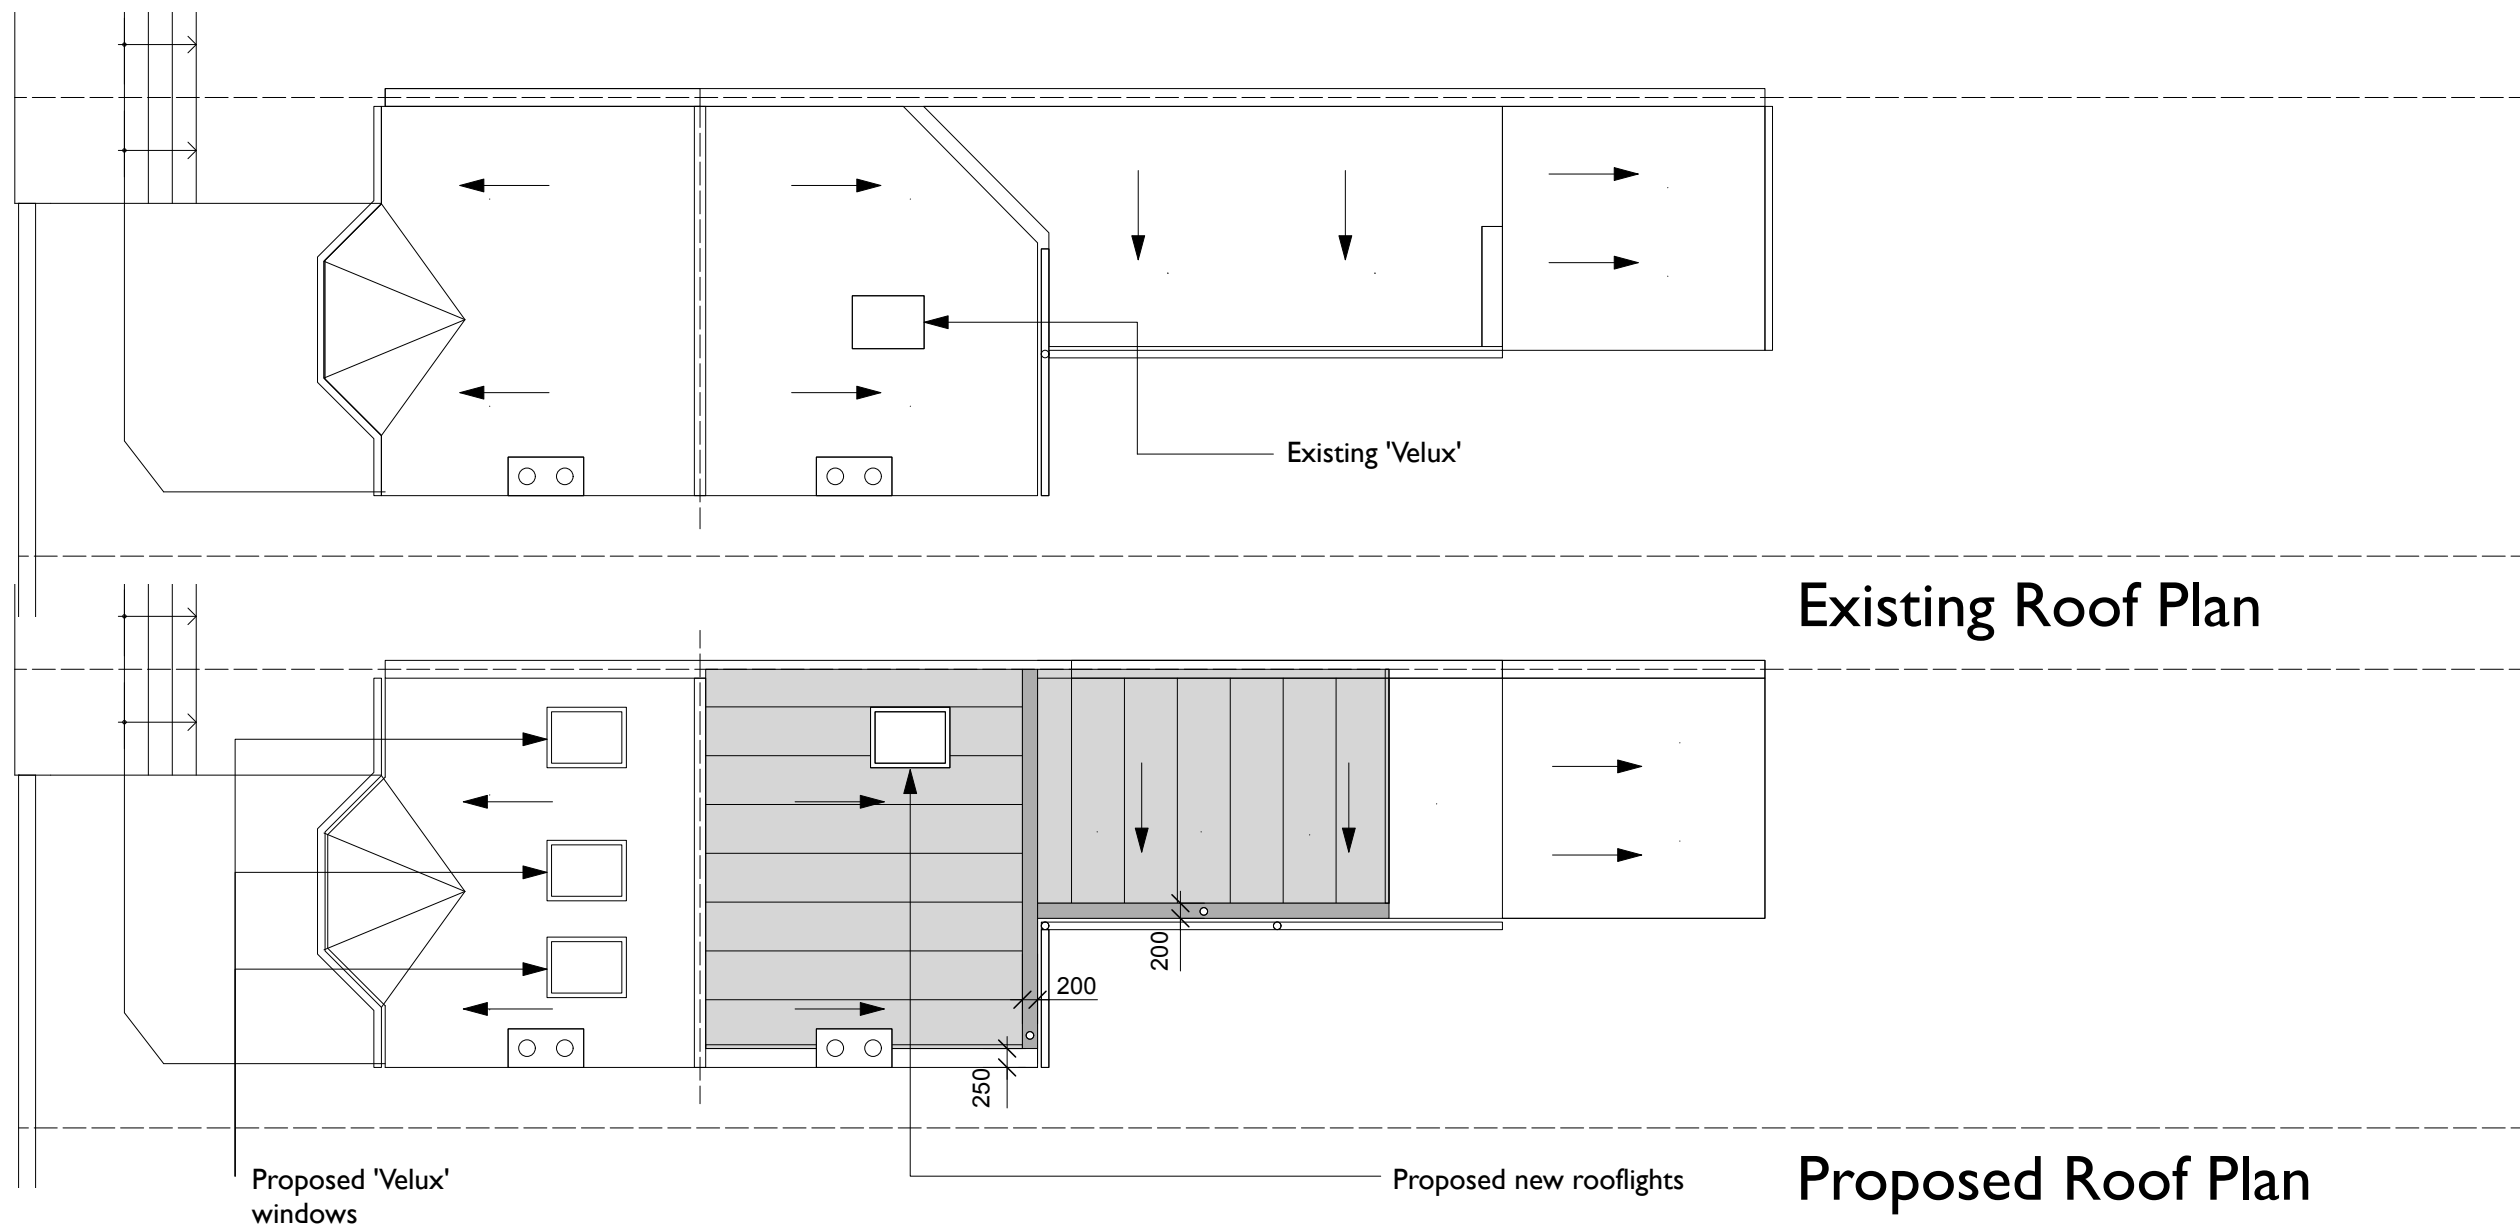 Existing 'Velux'
Existing Roof Plan
200
200
250
Proposed 'Velux'
windows
Proposed new rooflights
Proposed Roof Plan